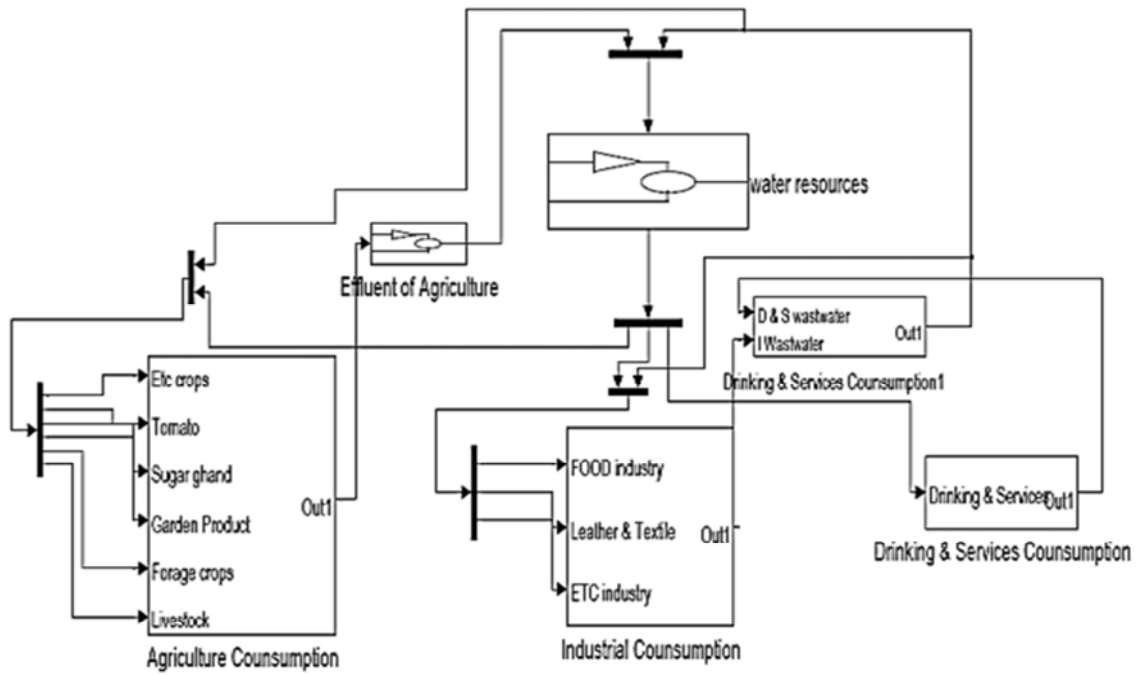 water resources
Effluent of Agriculture
D & S wastwater
Out1
I Wastwater
Drinking & Services Counsumption1
Etc crops
Tomato
Sugar ghand
Out1
Garden Product
Forage crops
Livestock
Agriculture Counsumption
FOOD industry
Leather & Textile
Out1
ETC industry
Industrial Counsumption
Drinking & Services
Out1
Drinking & Services Counsumption